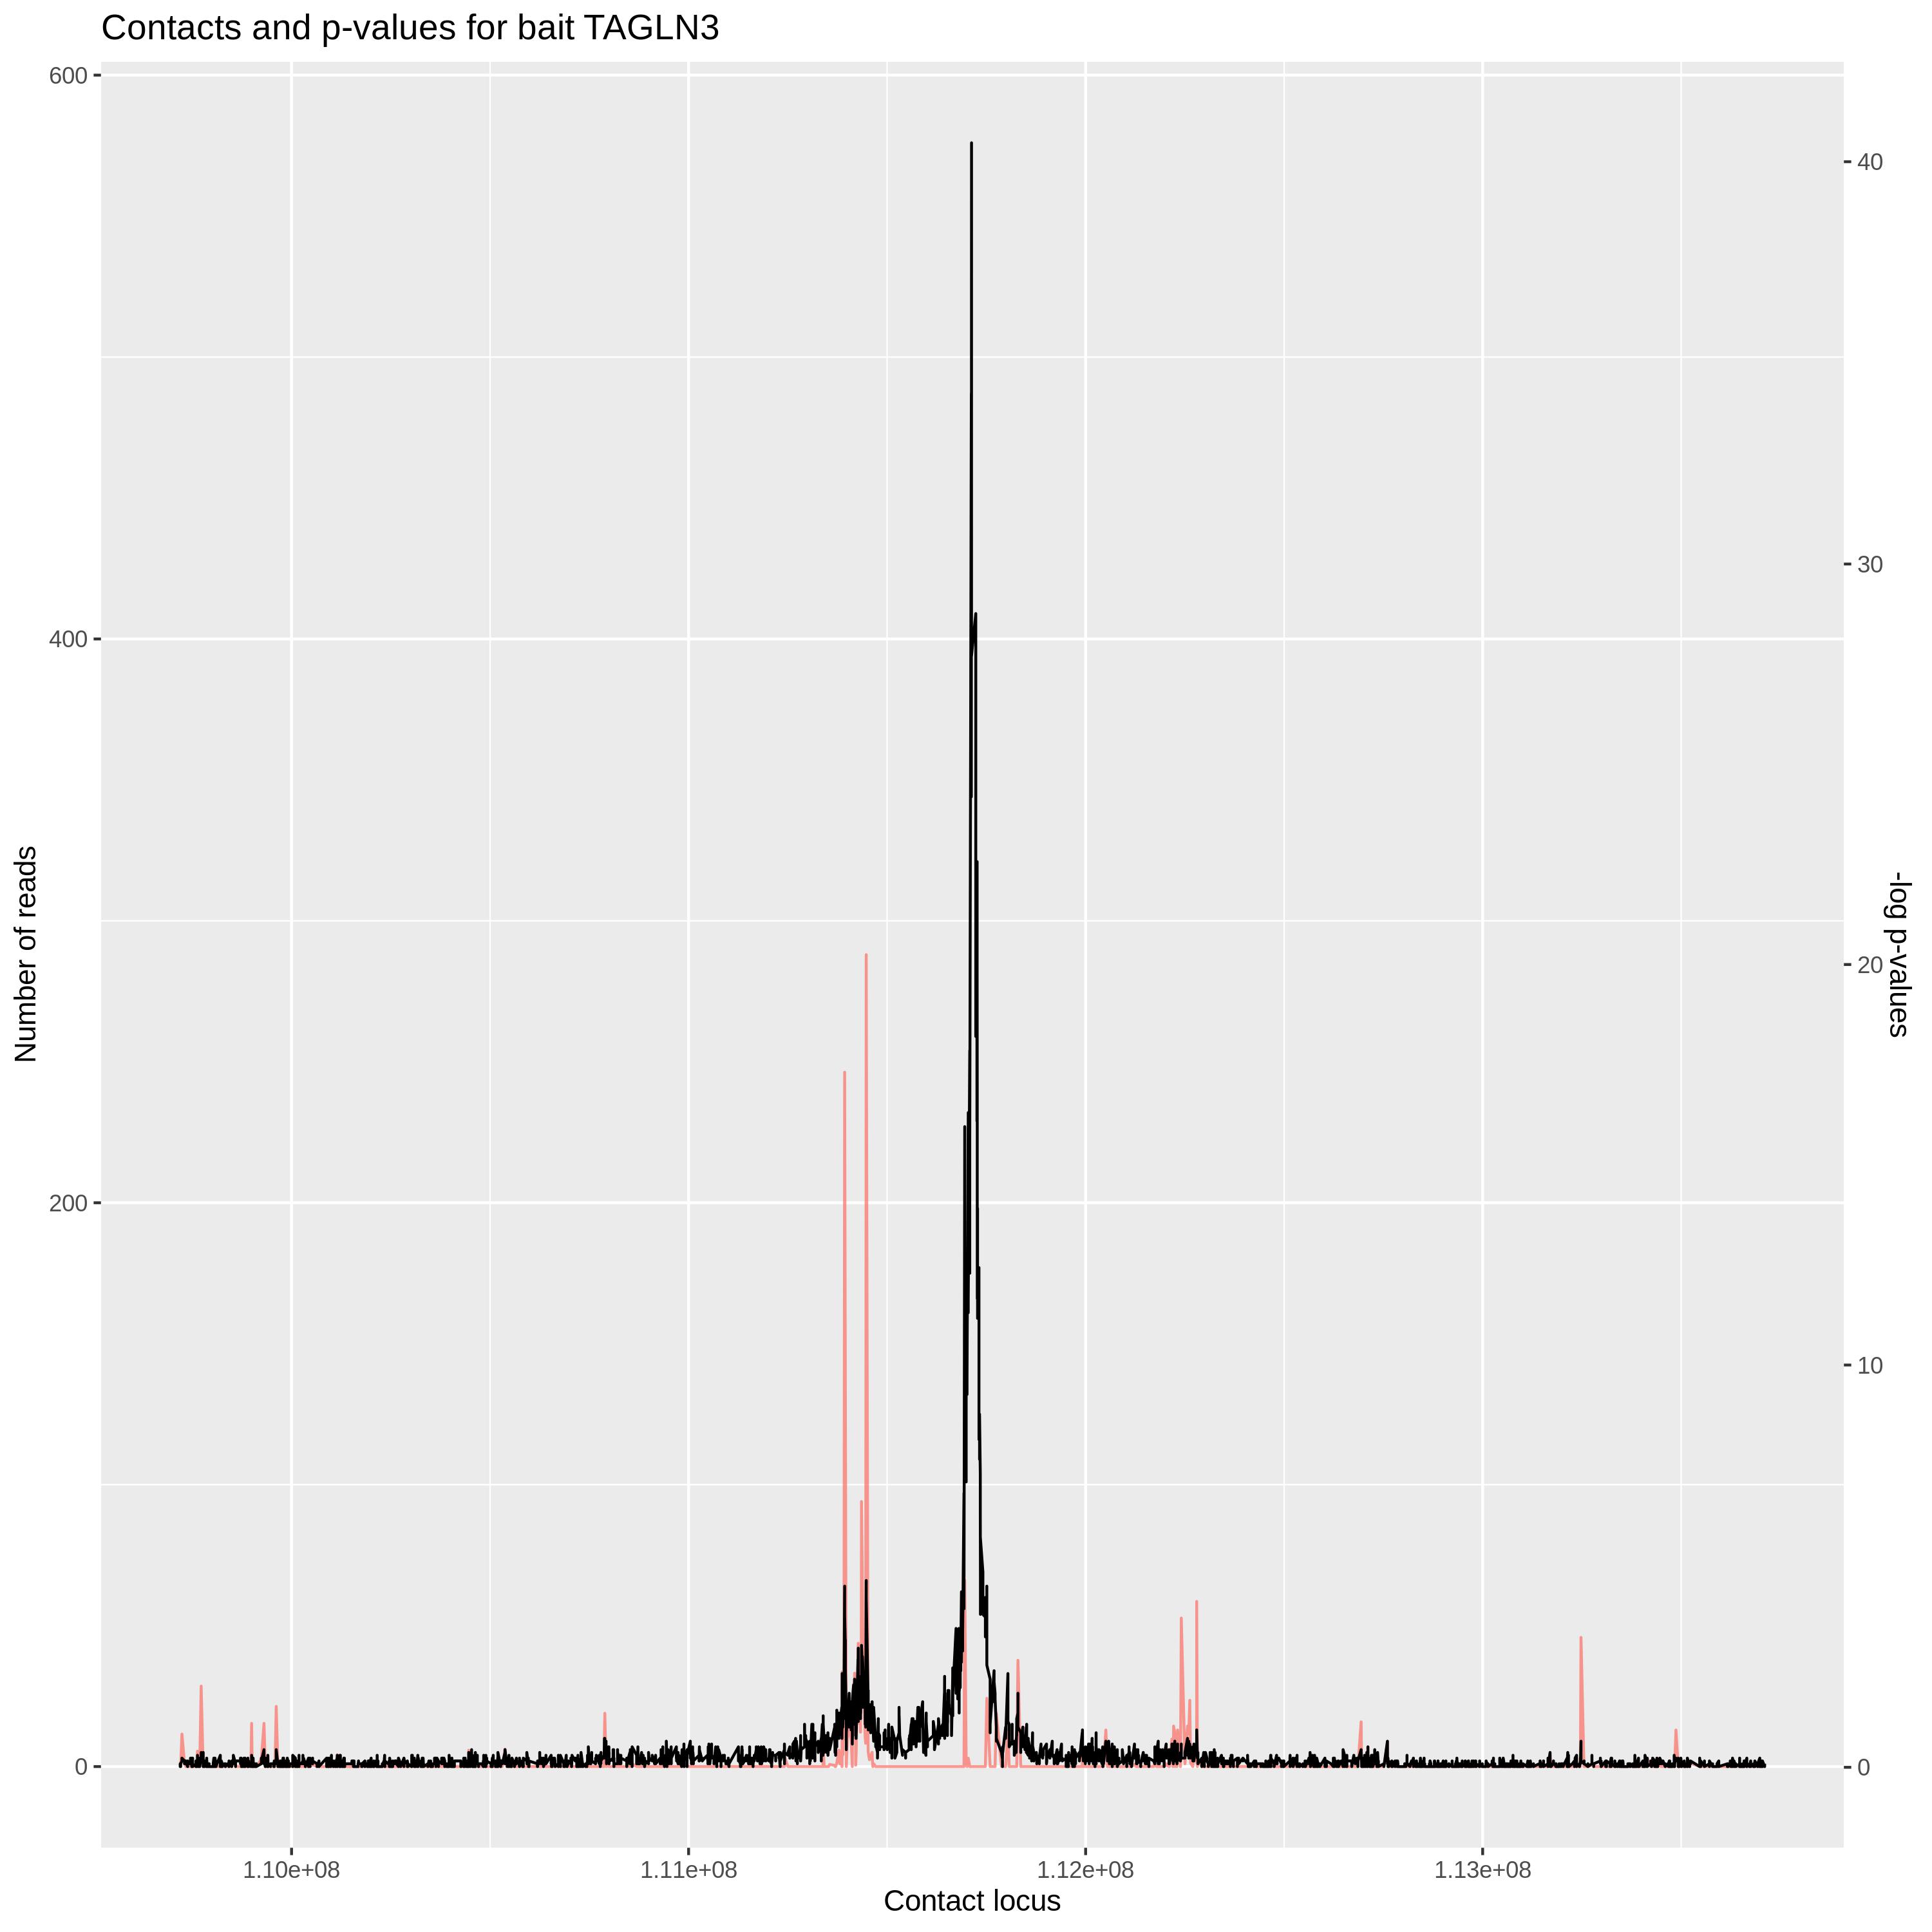 Contacts and p-values for bait TAGLN3
600
400
200
0
Number of reads
40
30
20
10
0
-log p-values
1.10e+08
1.11e+08
1.12e+08
1.13e+08
Contact locus